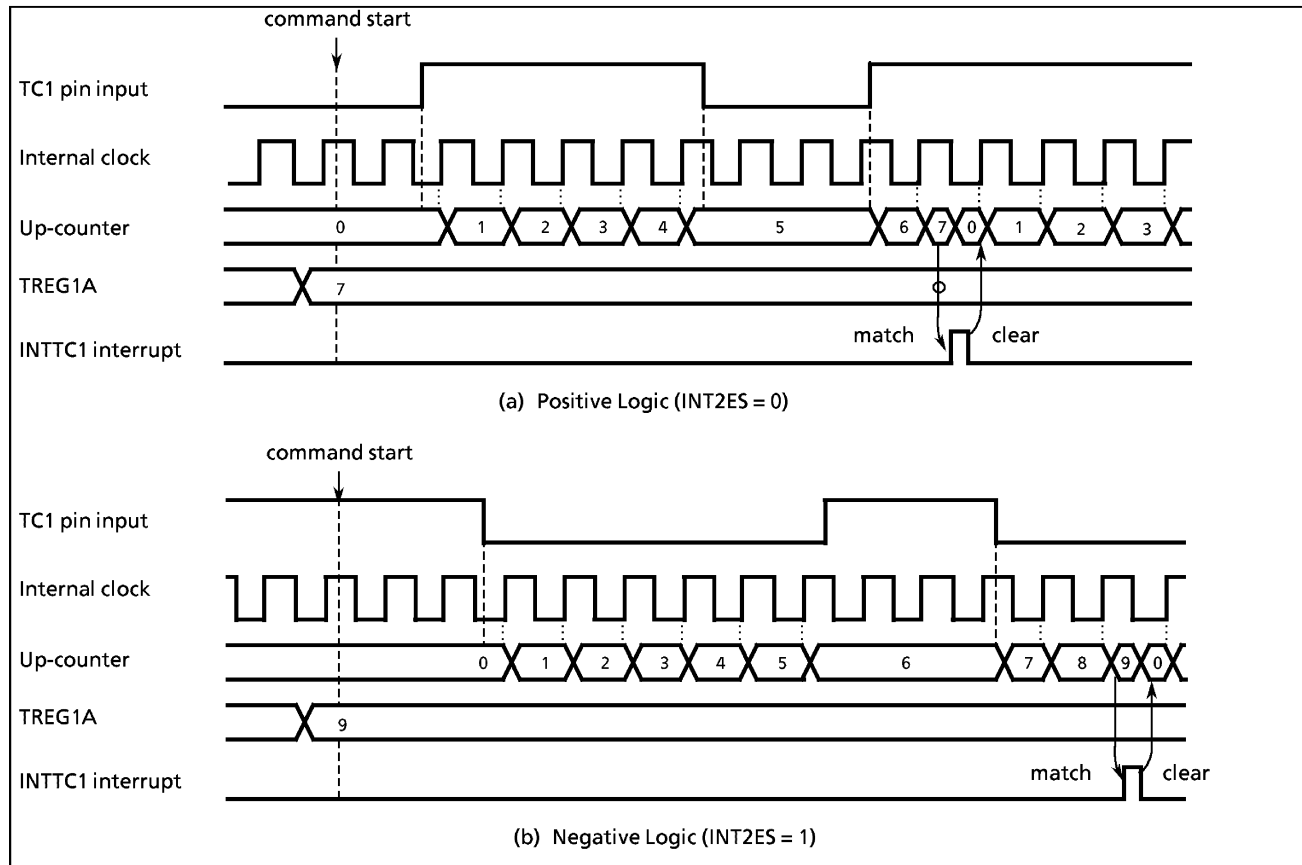 command start
TC1 pin input
Internal clock
Up-counter 0 1 2 3 4 5 6 7 0 1 2 3
TREG1A 7
INTTC1 interrupt match clear
(a) Positive Logic (INT2ES = 0)
command start
TC1 pin input
Internal clock
Up-counter 0 1 2 3 4 5 6 7 8 9 0
TREG1A 9
INTTC1 interrupt match clear
(b) Negative Logic (INT2ES = 1)